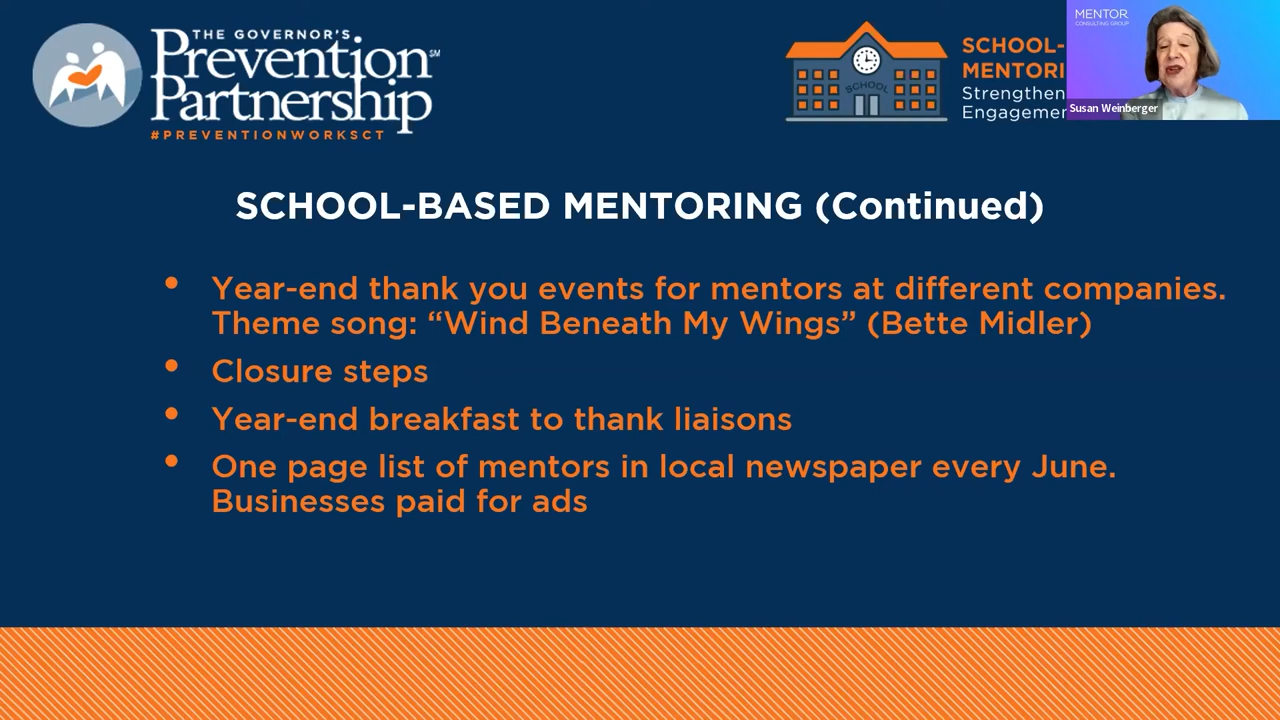 THE GOVERNOR'S
Prevention
Partnership
SM
#PREVENTIONWORKSCT
SCHOOL
SCHOOL-
MENTORI
Strengthen
Engagemen
MENTOR
CONSULTING GROUP
Susan Weinberger
SCHOOL-BASED MENTORING (Continued)
• Year-end thank you events for mentors at different companies.
Theme song: “Wind Beneath My Wings” (Bette Midler)
• Closure steps
• Year-end breakfast to thank liaisons
• One page list of mentors in local newspaper every June.
Businesses paid for ads